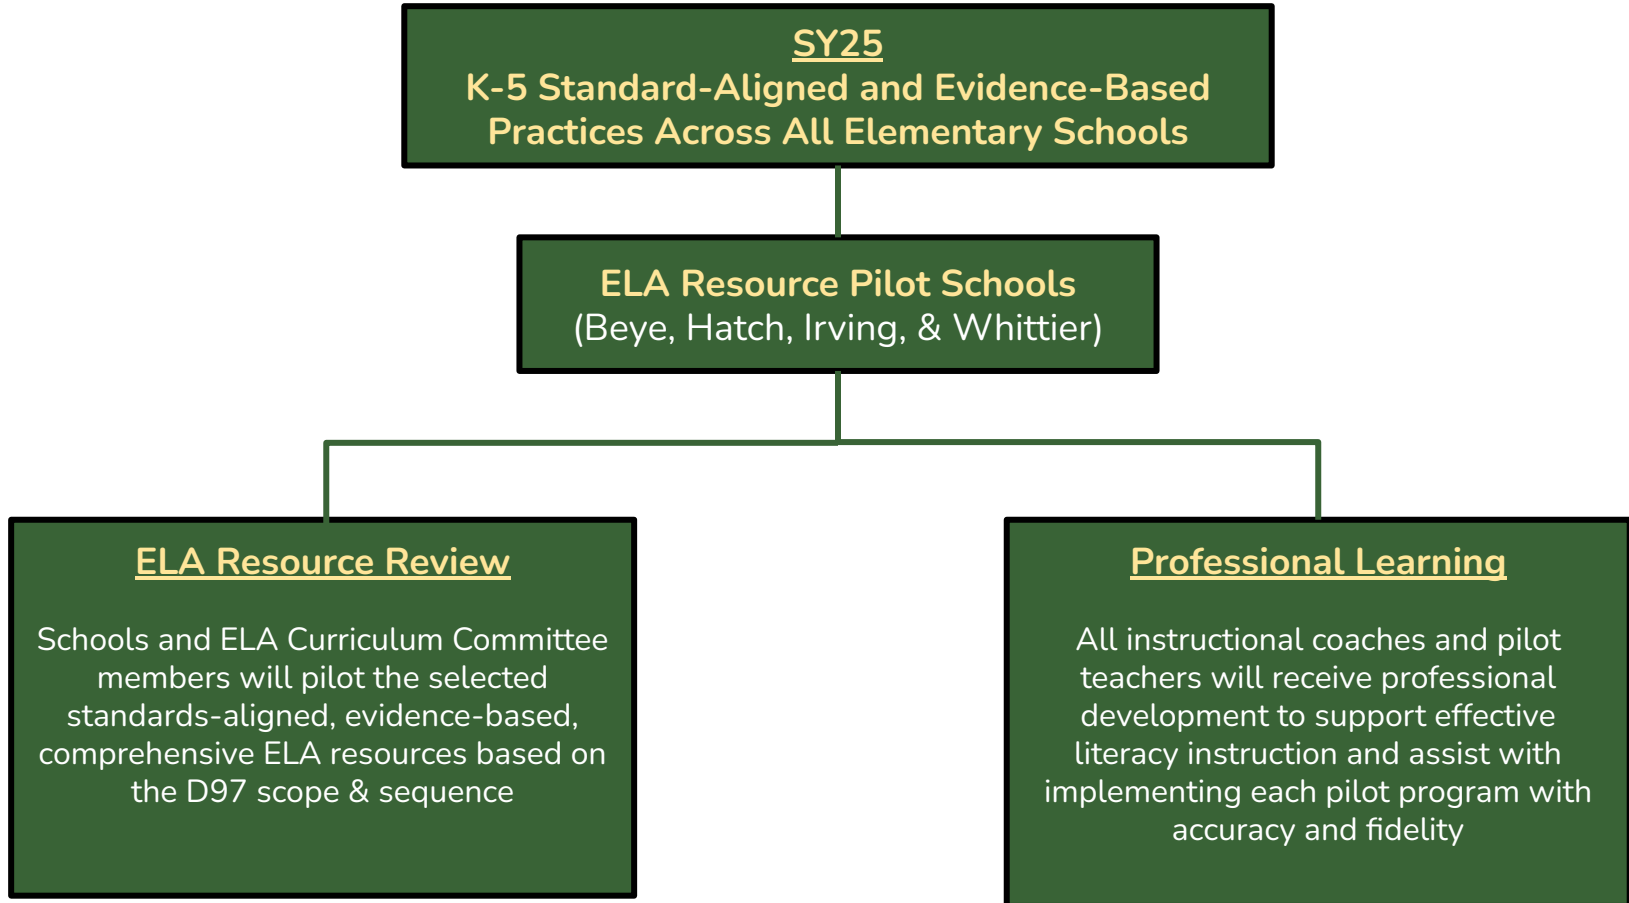 SY25
K-5 Standard-Aligned and Evidence-Based
Practices Across All Elementary Schools
ELA Resource Pilot Schools
(Beye, Hatch, Irving, & Whittier)
ELA Resource Review
Schools and ELA Curriculum Committee
members will pilot the selected
standards-aligned, evidence-based,
comprehensive ELA resources based on
the D97 scope & sequence
Professional Learning
All instructional coaches and pilot
teachers will receive professional
development to support effective
literacy instruction and assist with
implementing each pilot program with
accuracy and fidelity